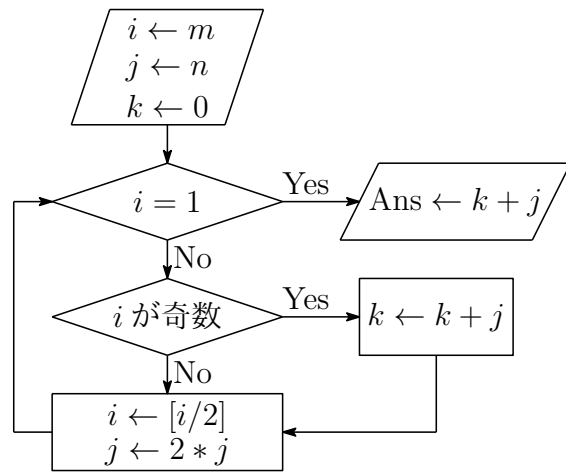 i ← m
j ← n
k ← 0
i = 1
Yes
Ans ← k + j
No
i が奇数
Yes
k ← k + j
No
i ← [i/2]
j ← 2 * j